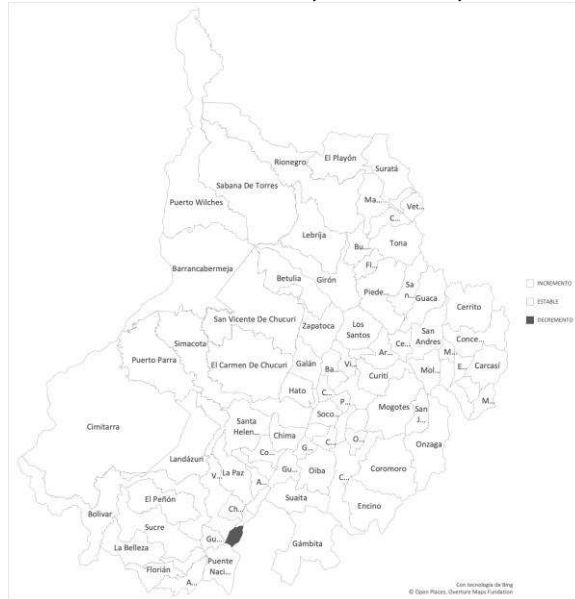 El Playón
Rionegro
Suratá
Sabana De Torres
Puerto Wilches
Ma...
Vet...
C...
Lebrija
Bu...
Tona
Barrancabermeja
Fl...
Betulia
Girón
Piede...
Sa
n...
Guaca
Cerrito
INCREMENTO
ESTABLE
DECREMENTO
San Vicente De Chucuri
Zapatoca
Los
Santos
San
Andres
Conce...
Simacota
Puerto Parra
El Carmen De Chucuri
Galán
Ar...
Ce...
M...
Ba...
Vi...
Curití
Mol...
E...
Carcasí
Hato
C...
P...
Mogotes
San
J...
M...
Cimitarra
Santa
Helen...
Chima
Soco...
Onzaga
Co...
G...
C...
O...
Landázuri
V...
La Paz
A...
Gu...
Oiba
C...
Coromoro
El Peñón
Suaita
Encino
Bolivar
Ch...
Sucre
Gu...
La Belleza
Gámbita
Florián
Puente
Naci...
A...
Con tecnología de Bing
© Open Places, Overture Maps Foundation